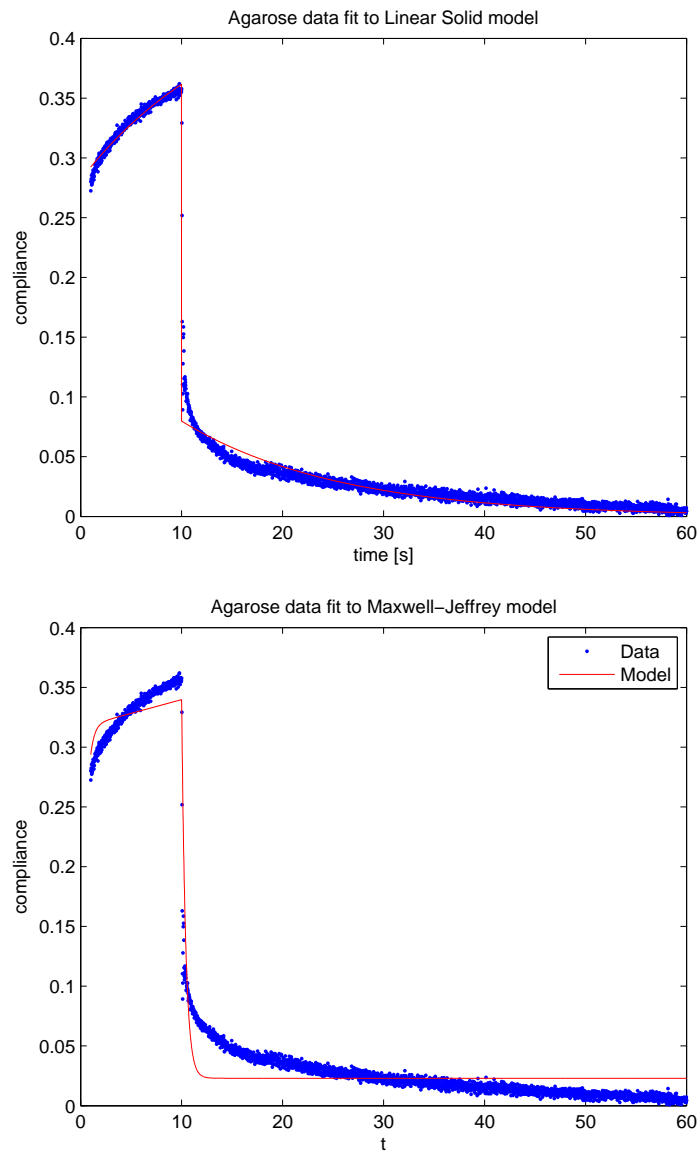 Agarose data fit to Linear Solid model
0.4
0.35
0.3
0.25
0.2
0.15
0.1
0.05
0
compliance
0 10 20 30 40 50 60
time [s]
Agarose data fit to Maxwell−Jeffrey model
0.4
0.35
0.3
0.25
0.2
0.15
0.1
0.05
0
compliance
Data
Model
0 10 20 30 40 50 60
t